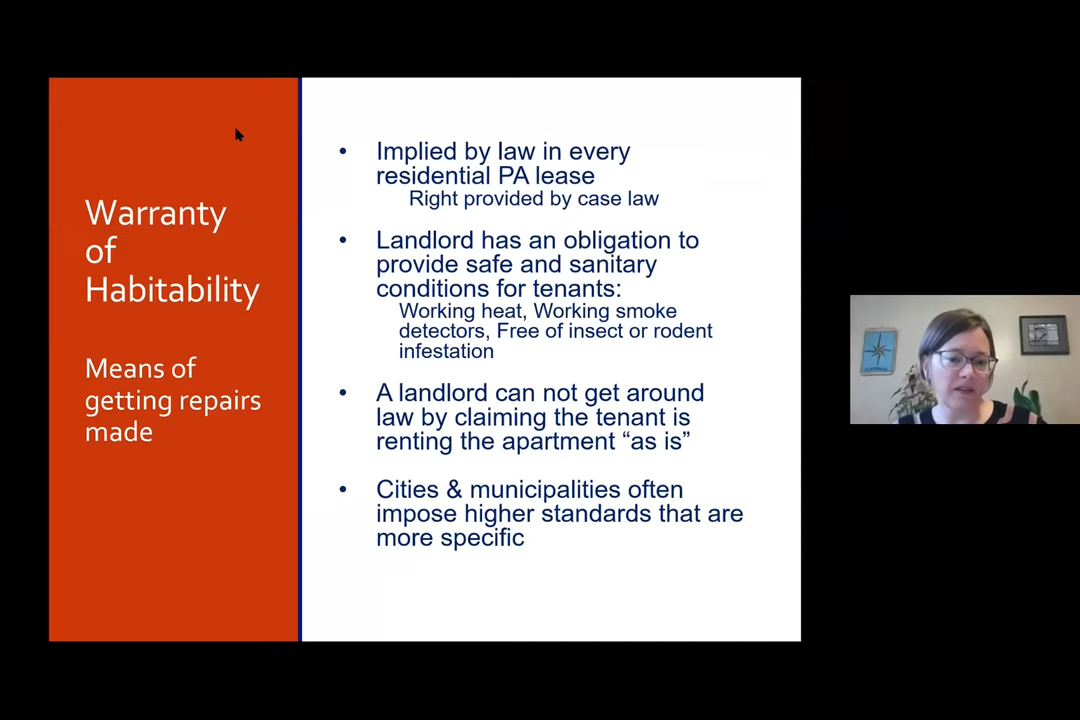 Warranty
of
Habitability
Means of
getting repairs
made
• Implied by law in every
residential PA lease
Right provided by case law
• Landlord has an obligation to
provide safe and sanitary
conditions for tenants:
Working heat, Working smoke
detectors, Free of insect or rodent
infestation
• A landlord can not get around
law by claiming the tenant is
renting the apartment “as is”
• Cities & municipalities often
impose higher standards that are
more specific